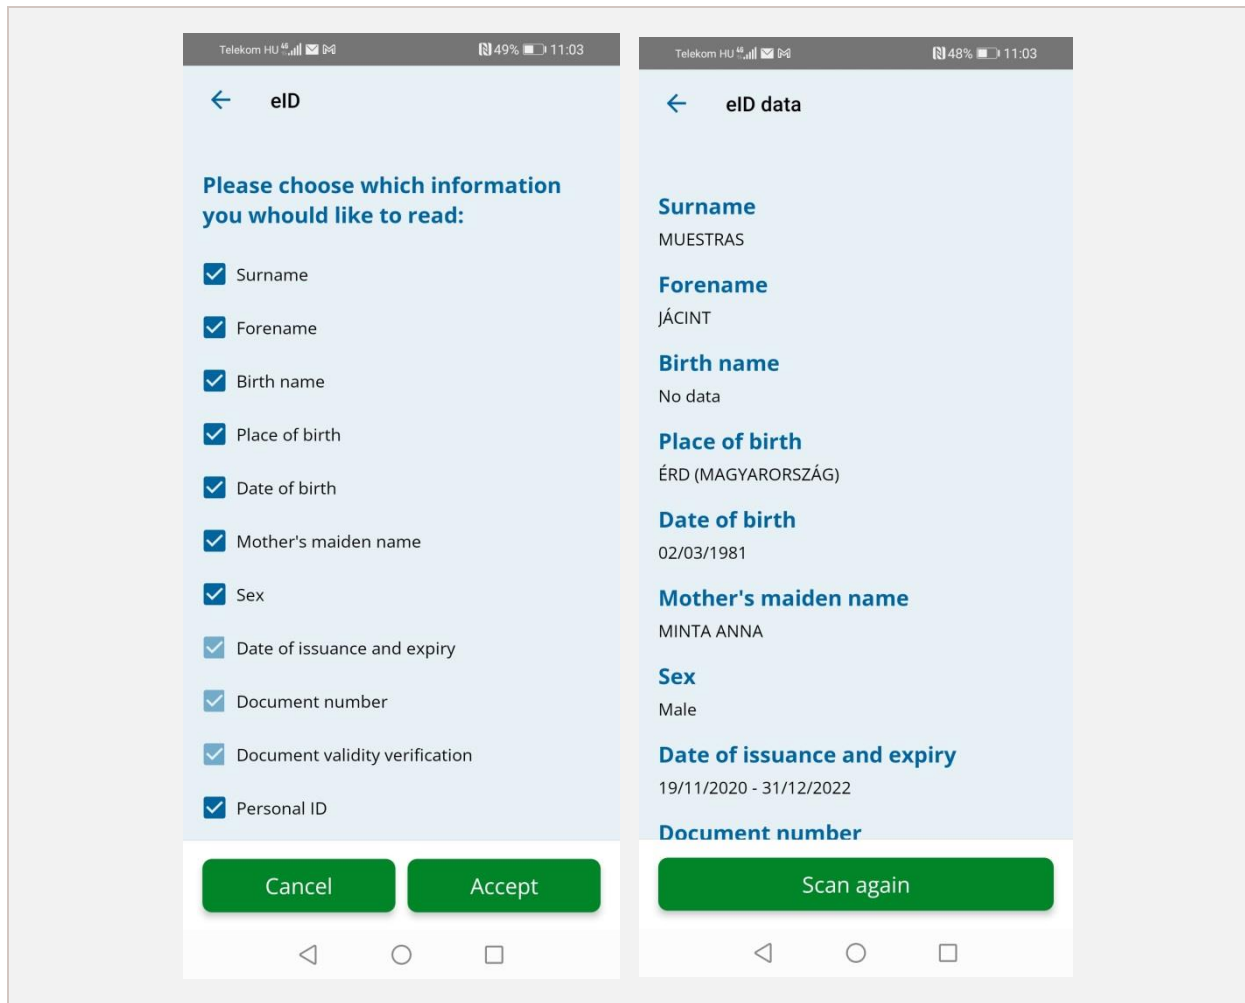 Telekom HU 49% 11:03
eID
Please choose which information
you whould like to read:
Surname
Forename
Birth name
Place of birth
Date of birth
Mother's maiden name
Sex
Date of issuance and expiry
Document number
Document validity verification
Personal ID
Cancel
Accept
Telekom HU 48% 11:03
eID data
Surname
MUESTRAS
Forename
JÁCINT
Birth name
No data
Place of birth
ÉRD (MAGYARORSZÁG)
Date of birth
02/03/1981
Mother's maiden name
MINTA ANNA
Sex
Male
Date of issuance and expiry
19/11/2020 - 31/12/2022
Document number
Scan again